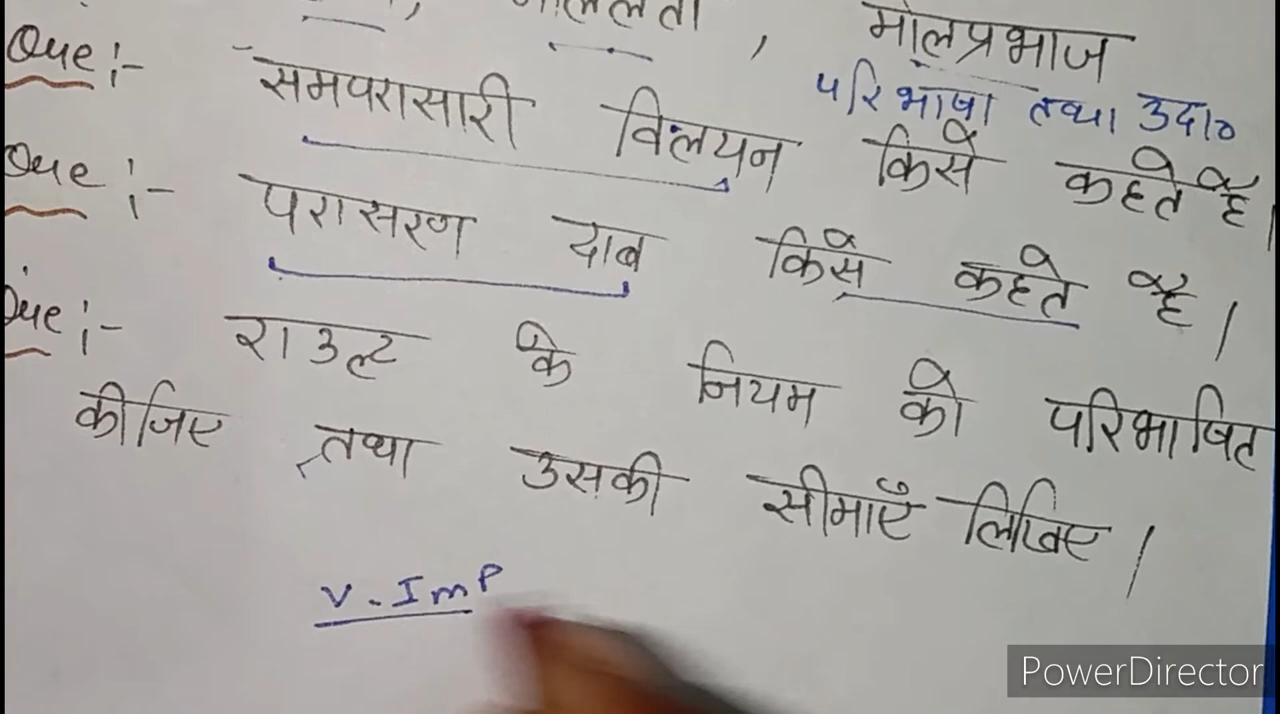 , मोललता , मोलप्रभाज
परिभाषा तथा उदा०
Que:- समपरासारी विलयन किसे कहते है।
Que:- परासरण दाब किसे कहते है।
Que:- राउल्ट के नियम को परिभाषित
कीजिए तथा उसकी सीमाएँ लिखिए।
V. Imp
PowerDirector